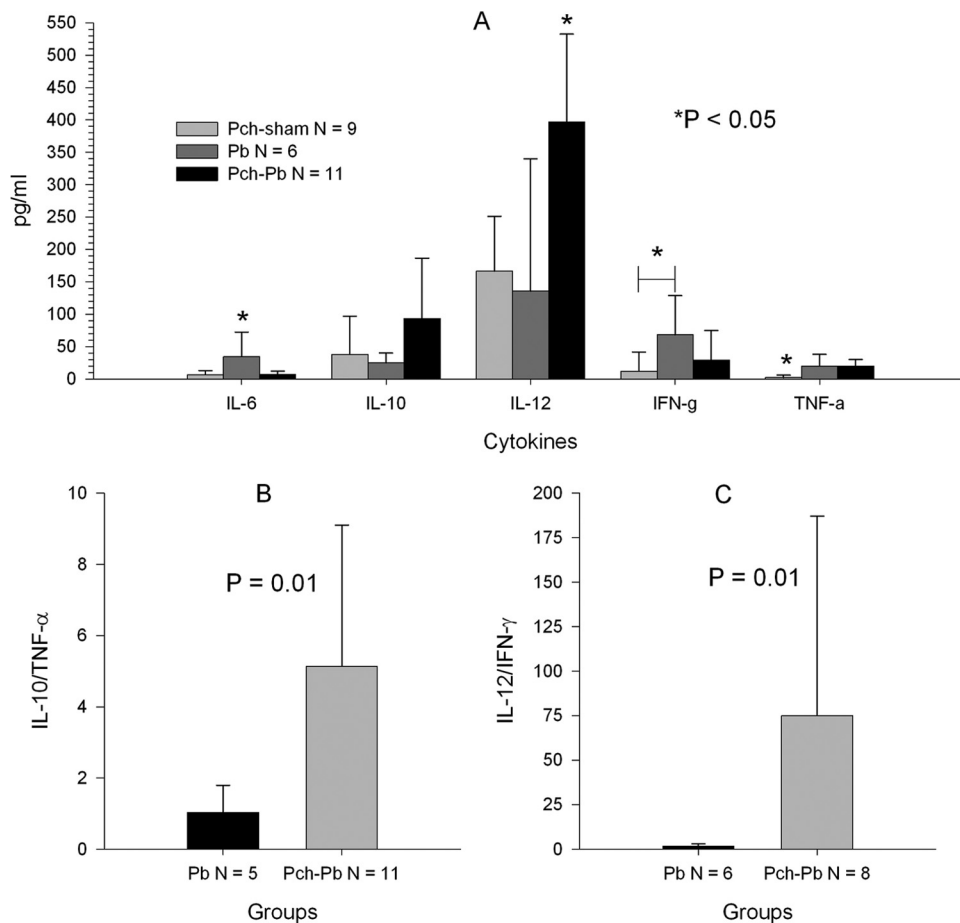 A
550
500
450
400
350
300
250
200
150
100
50
0
pg/ml
Pch-sham N = 9
Pb N = 6
Pch-Pb N = 11
*P < 0.05
*
*
*
*
IL-6 IL-10 IL-12 IFN-g TNF-a
Cytokines
B
10
8
6
4
2
0
IL-10/TNF-α
P = 0.01
Pb N = 5 Pch-Pb N = 11
Groups
C
200
175
150
125
100
75
50
25
0
IL-12/IFN-γ
P = 0.01
Pb N = 6 Pch-Pb N = 8
Groups